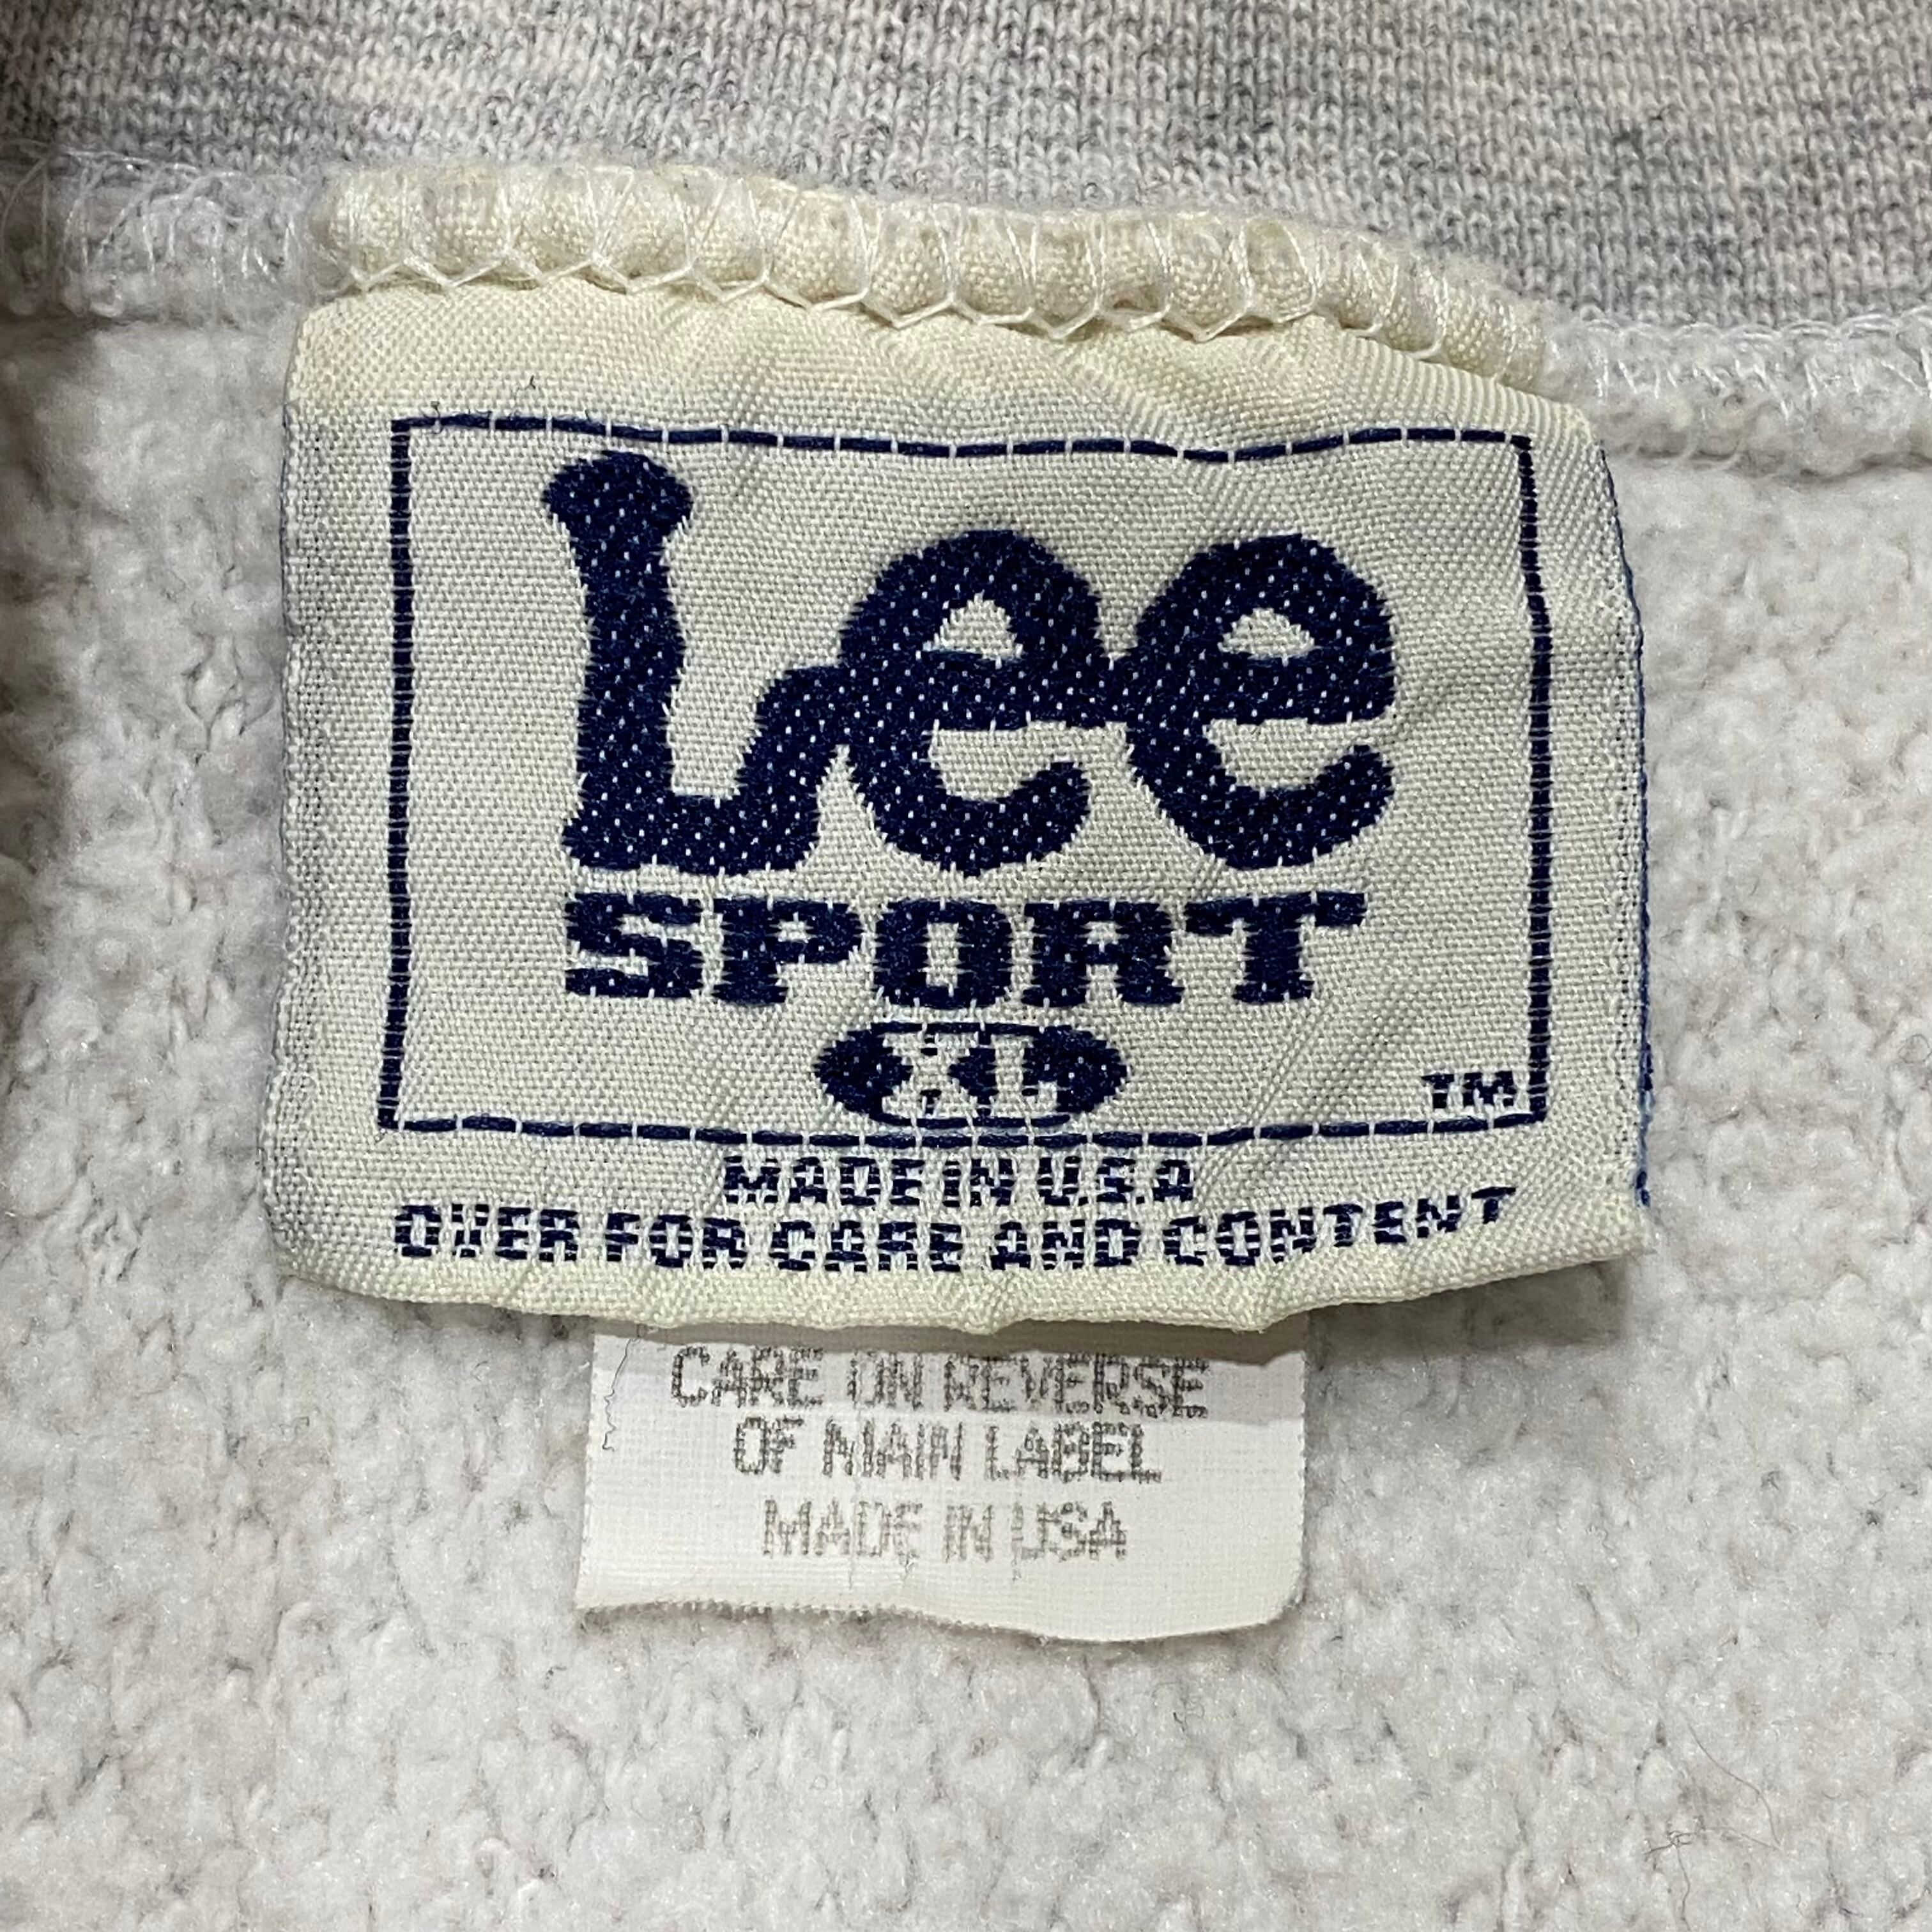 Lee
SPORT
XL
TM
MADE IN U.S.A
OVER FOR CARE AND CONTENT
CARE ON REVERSE
OF MAIN LABEL
MADE IN USA